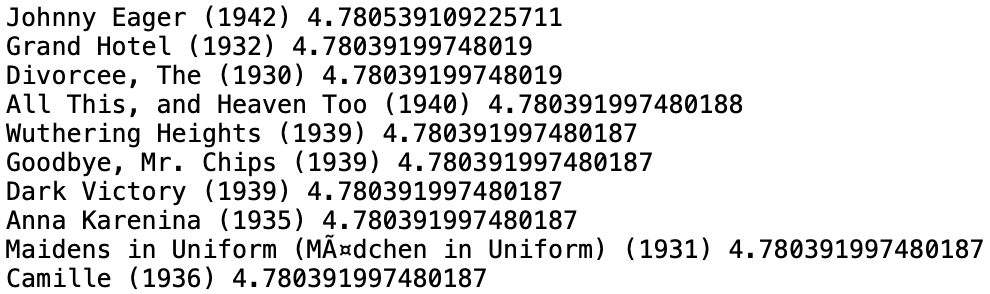 Johnny Eager (1942) 4.780539109225711
Grand Hotel (1932) 4.78039199748019
Divorcee, The (1930) 4.78039199748019
All This, and Heaven Too (1940) 4.780391997480188
Wuthering Heights (1939) 4.780391997480187
Goodbye, Mr. Chips (1939) 4.780391997480187
Dark Victory (1939) 4.780391997480187
Anna Karenina (1935) 4.780391997480187
Maidens in Uniform (MÃ¤dchen in Uniform) (1931) 4.780391997480187
Camille (1936) 4.780391997480187